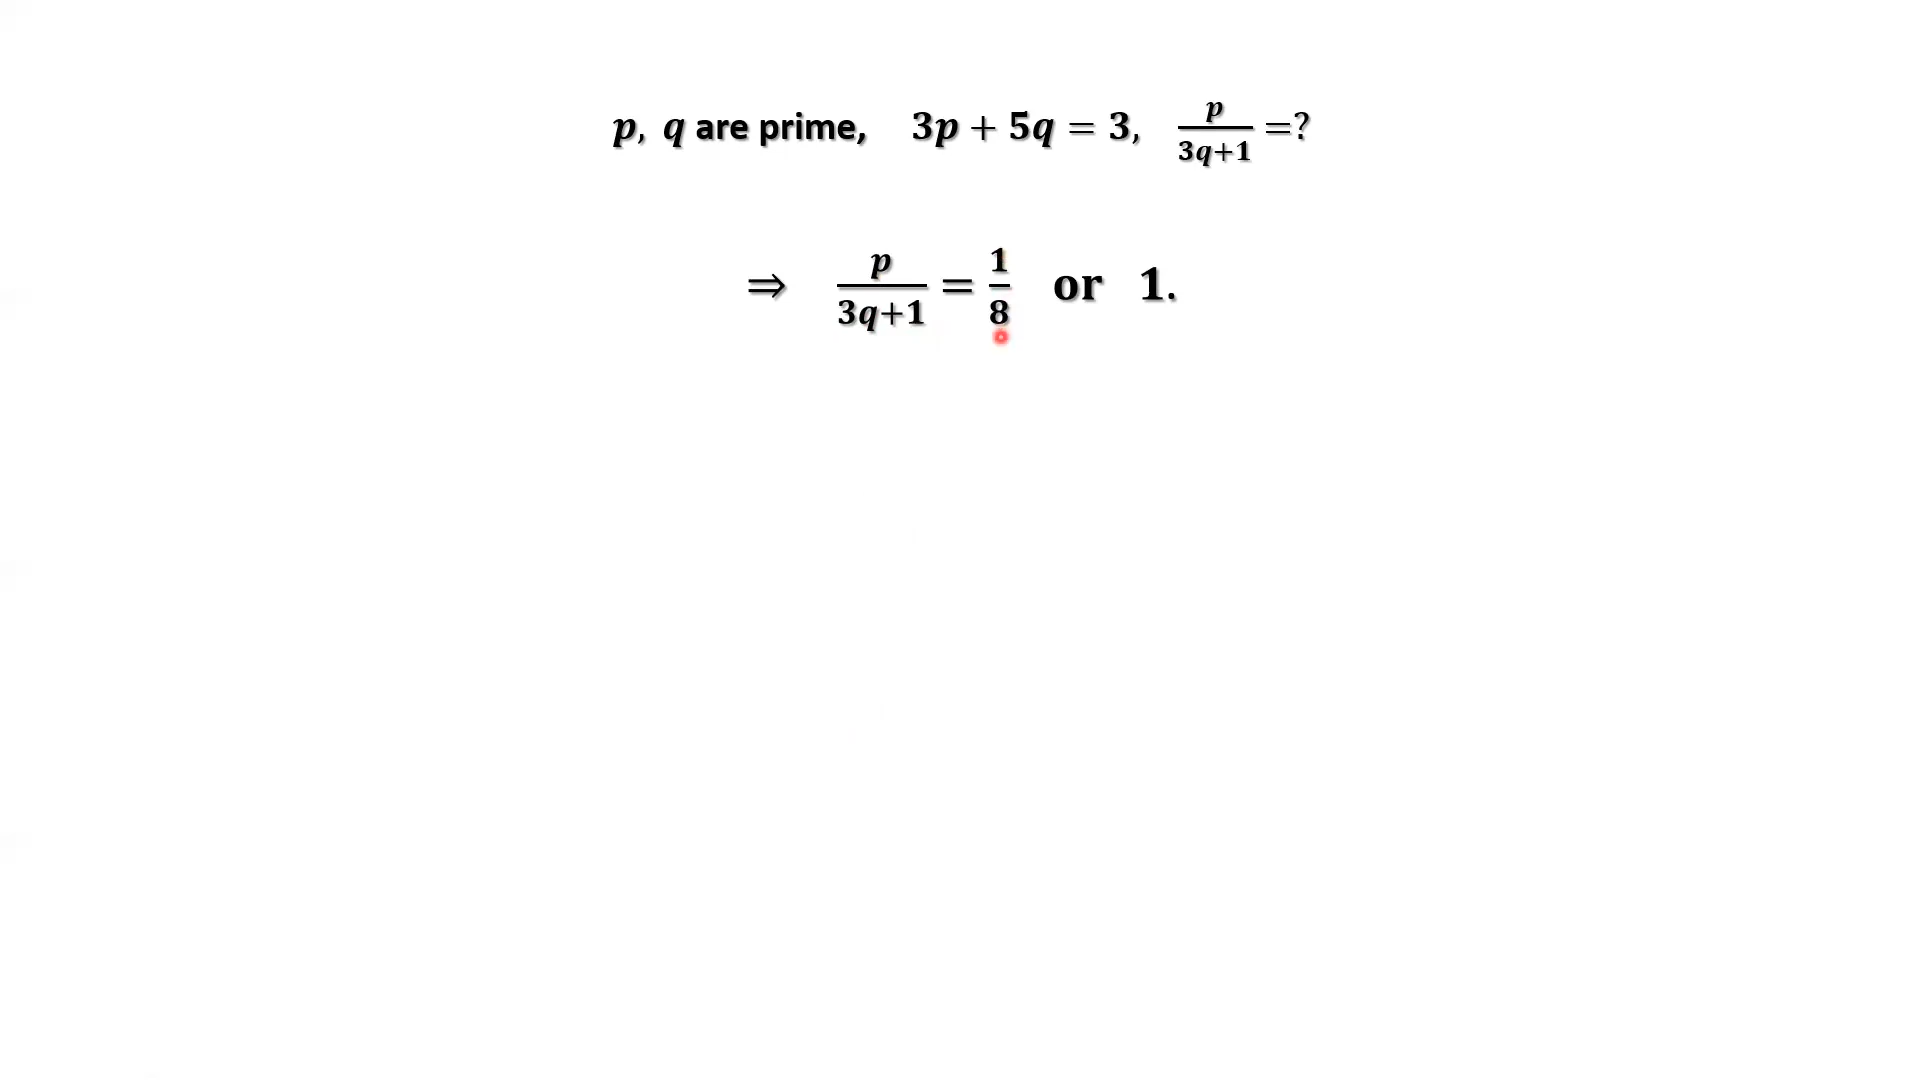 p, q are prime, 3p + 5q = 3, p/(3q+1) =?
⇒ p/(3q+1) = 1/8 or 1.